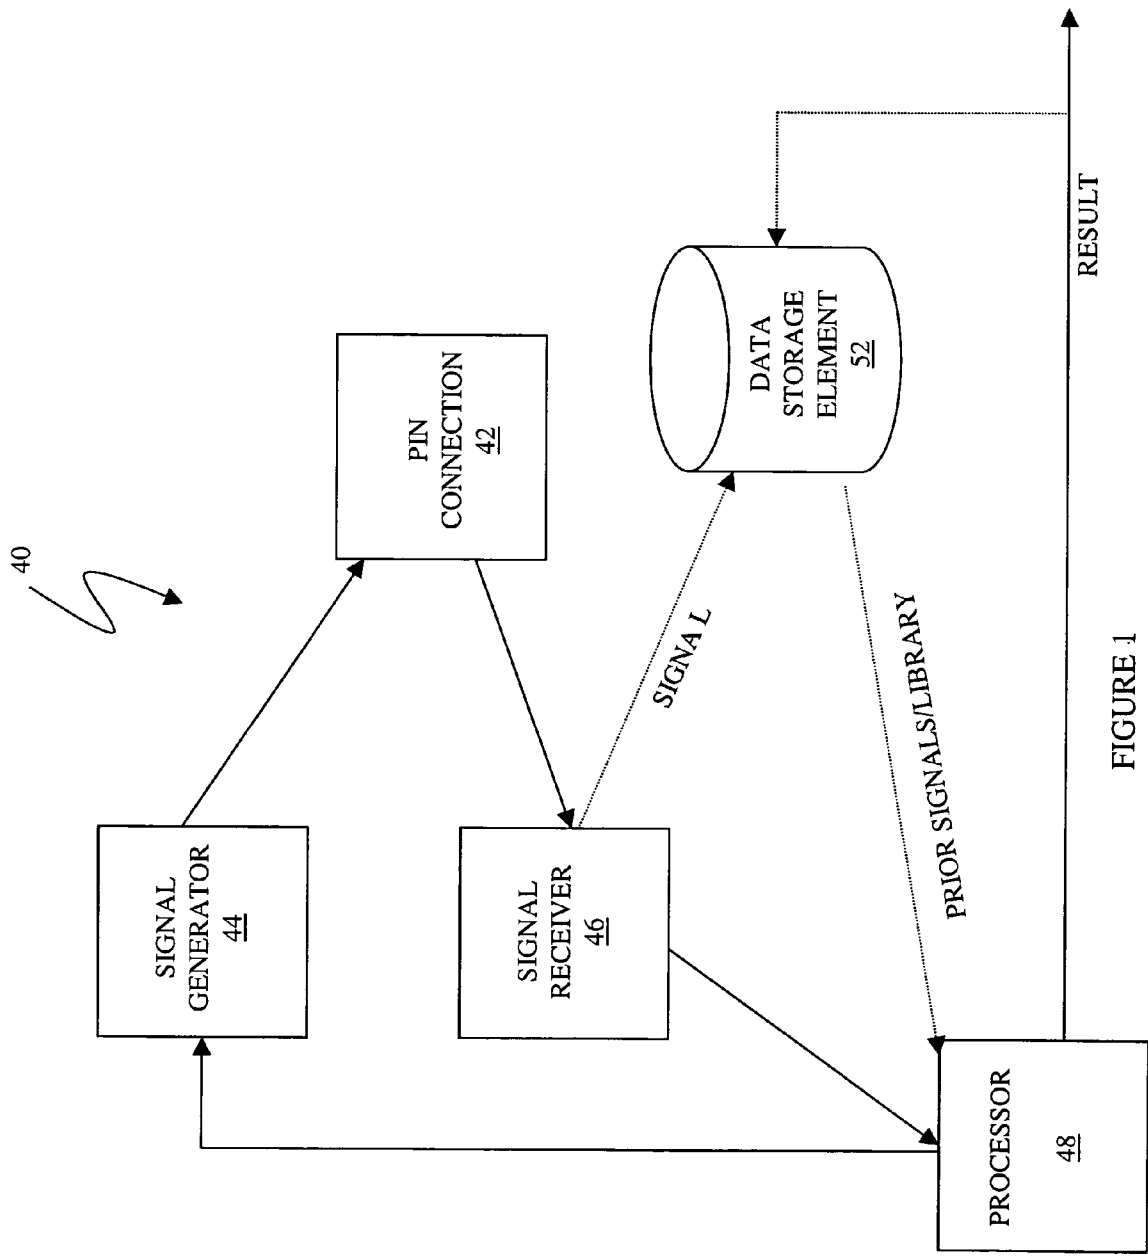 40
SIGNAL
GENERATOR
44
PIN
CONNECTION
42
SIGNAL
RECEIVER
46
SIGNA L
DATA
STORAGE
ELEMENT
52
PRIOR SIGNALS/LIBRARY
PROCESSOR
48
RESULT
FIGURE 1